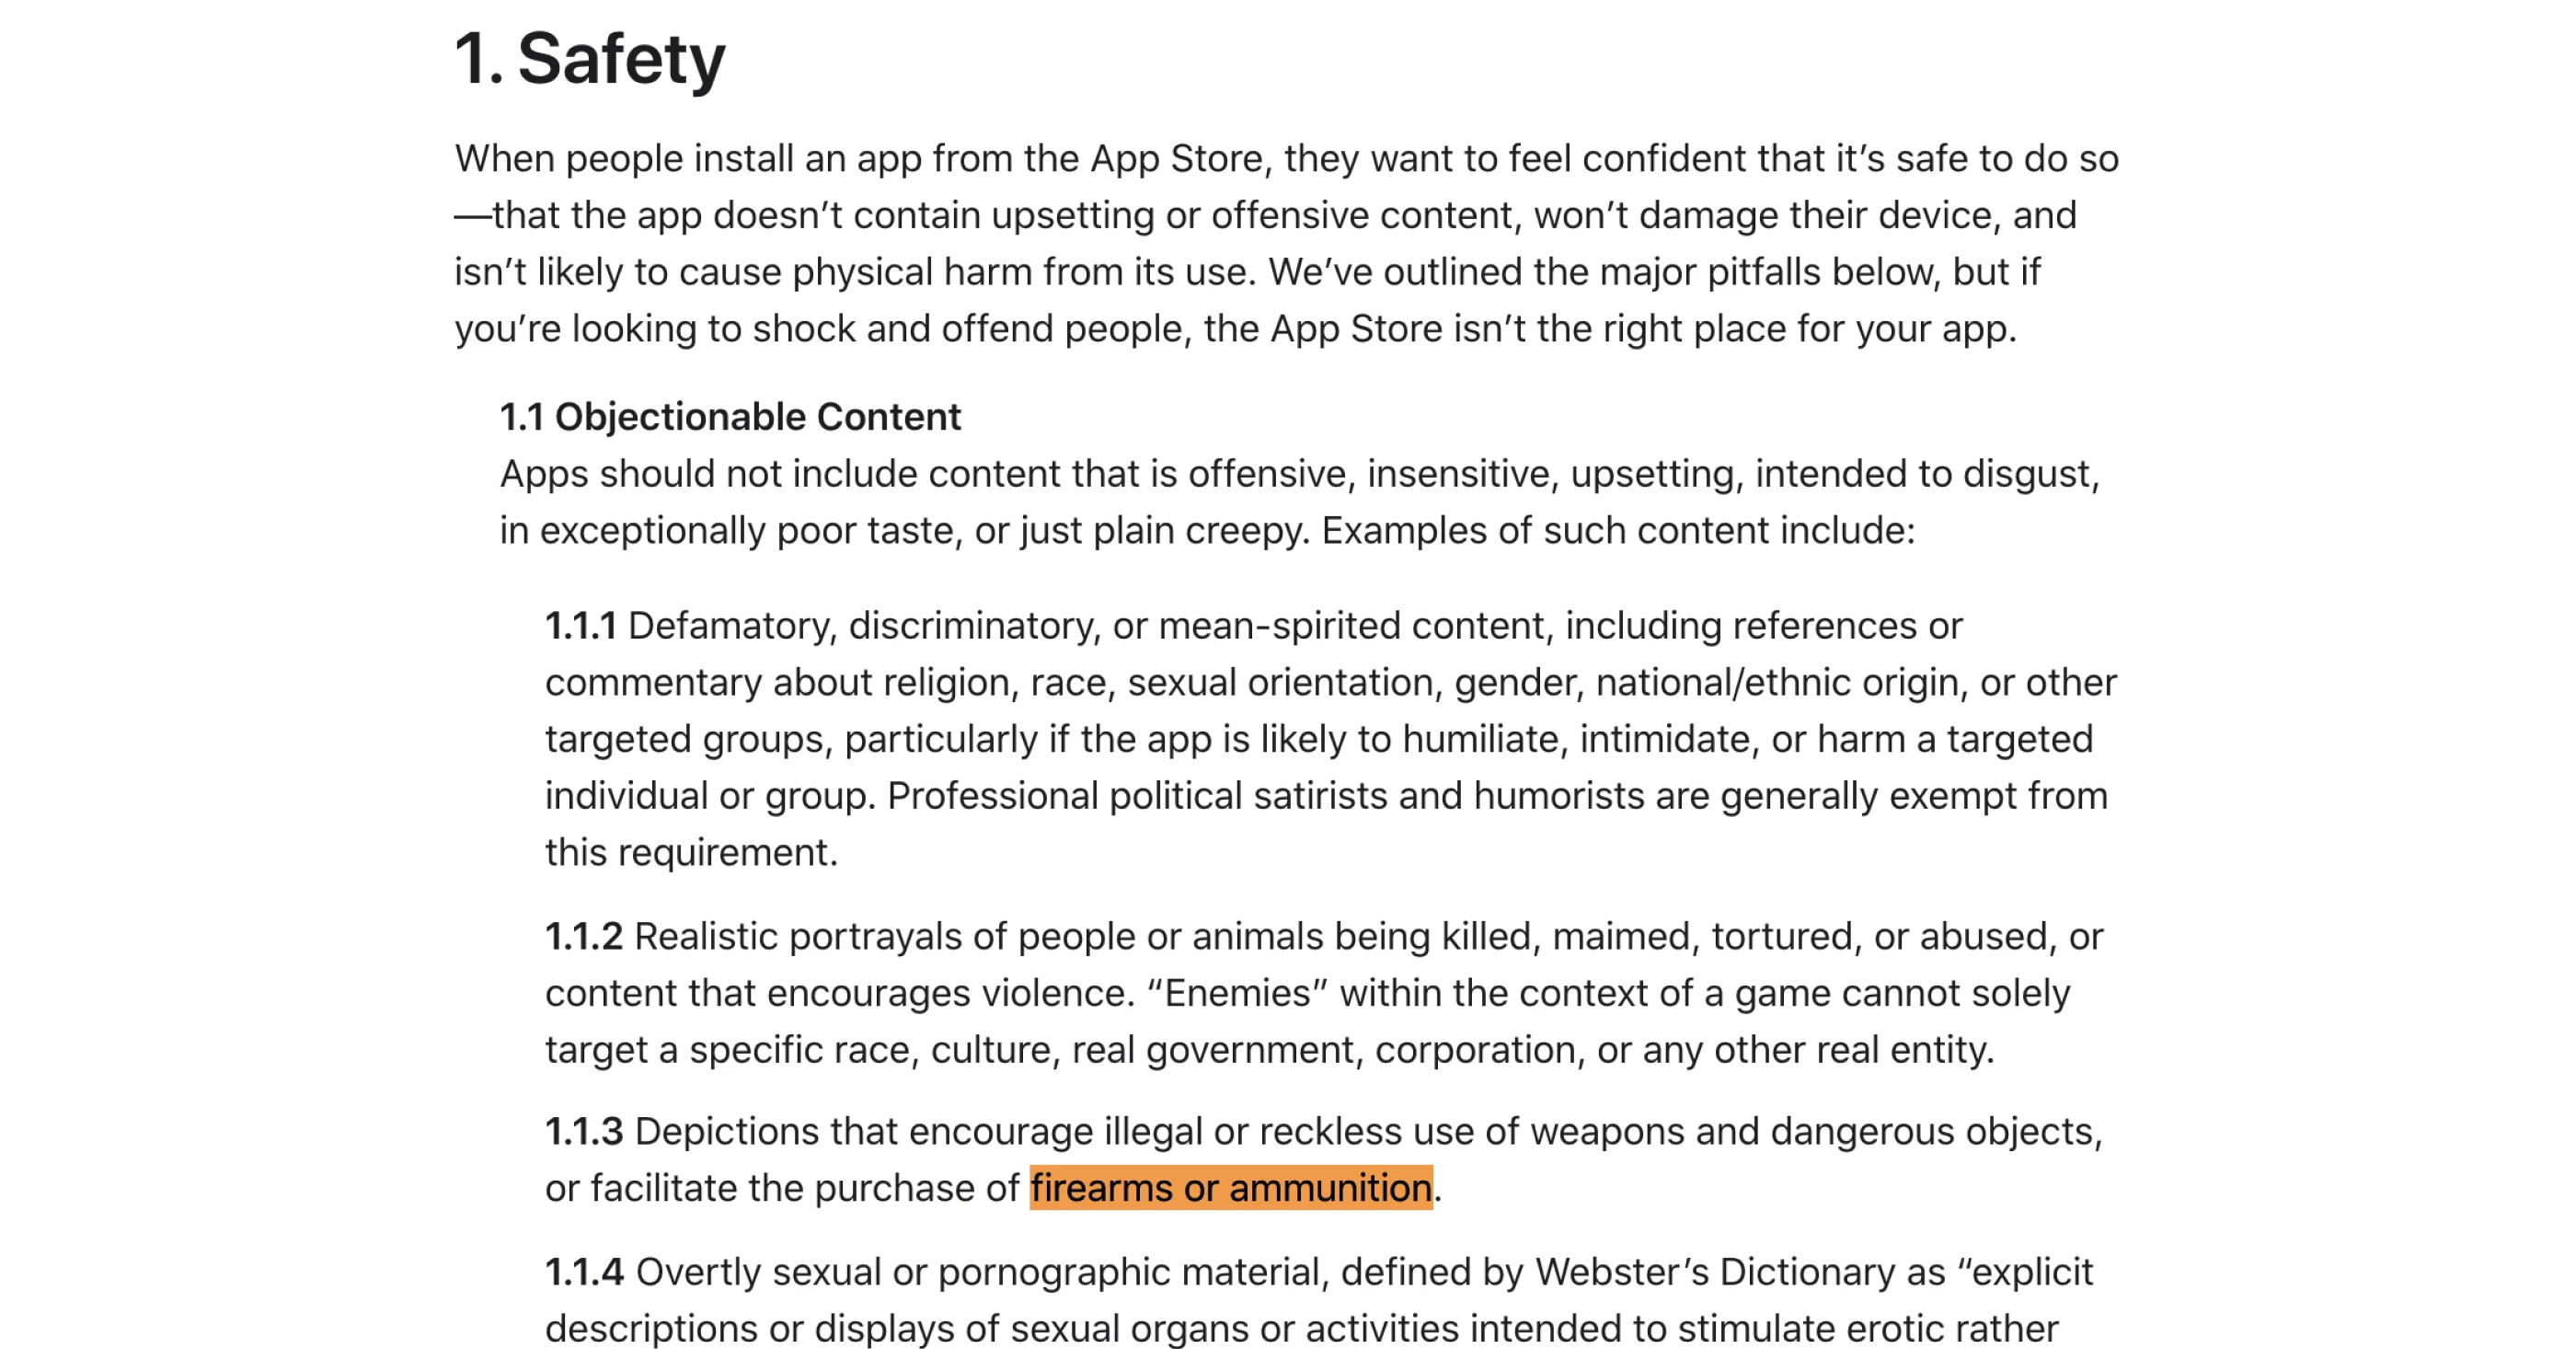 1. Safety
When people install an app from the App Store, they want to feel confident that it’s safe to do so
—that the app doesn’t contain upsetting or offensive content, won’t damage their device, and
isn’t likely to cause physical harm from its use. We’ve outlined the major pitfalls below, but if
you’re looking to shock and offend people, the App Store isn’t the right place for your app.
1.1 Objectionable Content
Apps should not include content that is offensive, insensitive, upsetting, intended to disgust,
in exceptionally poor taste, or just plain creepy. Examples of such content include:
1.1.1 Defamatory, discriminatory, or mean-spirited content, including references or
commentary about religion, race, sexual orientation, gender, national/ethnic origin, or other
targeted groups, particularly if the app is likely to humiliate, intimidate, or harm a targeted
individual or group. Professional political satirists and humorists are generally exempt from
this requirement.
1.1.2 Realistic portrayals of people or animals being killed, maimed, tortured, or abused, or
content that encourages violence. “Enemies” within the context of a game cannot solely
target a specific race, culture, real government, corporation, or any other real entity.
1.1.3 Depictions that encourage illegal or reckless use of weapons and dangerous objects,
or facilitate the purchase of firearms or ammunition.
1.1.4 Overtly sexual or pornographic material, defined by Webster’s Dictionary as “explicit
descriptions or displays of sexual organs or activities intended to stimulate erotic rather